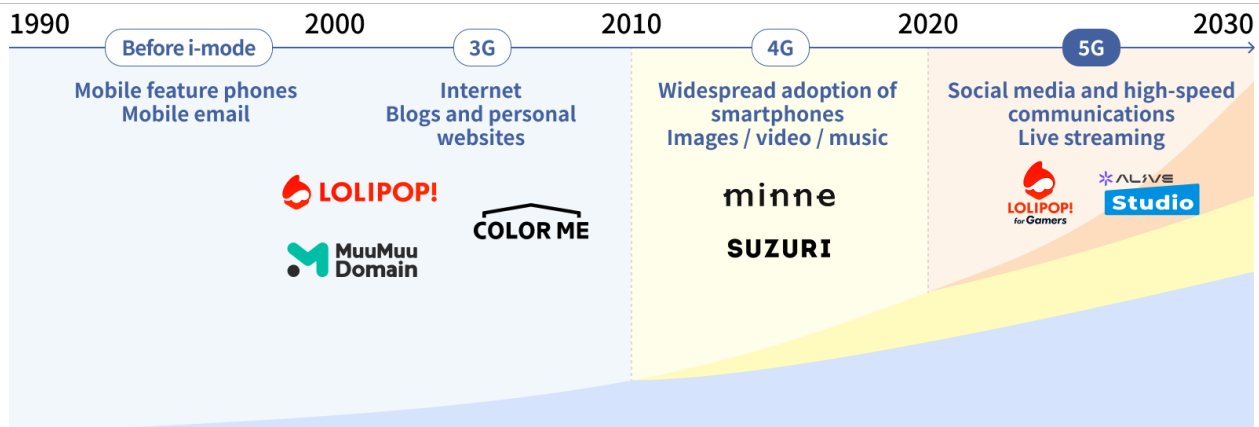 1990 2000 2010 2020 2030
Before i-mode 3G 4G 5G
Mobile feature phones
Mobile email
Internet
Blogs and personal
websites
Widespread adoption of
smartphones
Images / video / music
Social media and high-speed
communications
Live streaming
LOLIPOP!
MuuMuu
Domain
COLOR ME
minne
SUZURI
LOLIPOP!
for Gamers
ALIVE
Studio